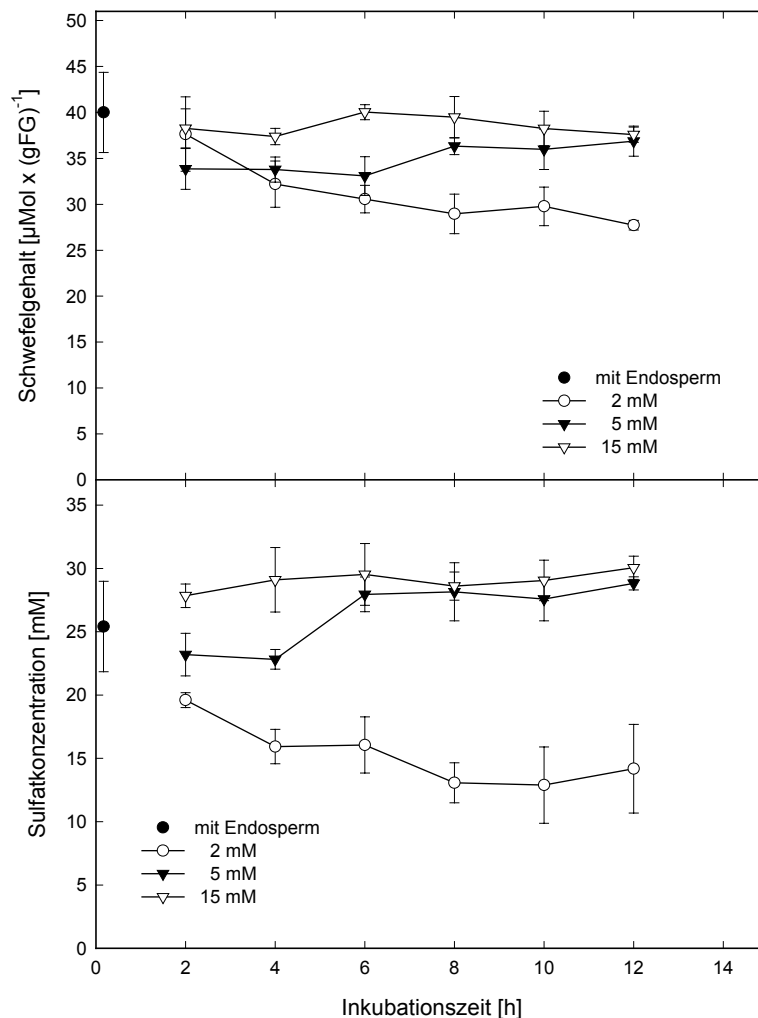 Schwefelgehalt [µMol x (gFG)⁻¹]
50
45
40
35
30
25
20
15
10
5
0
mit Endosperm
2 mM
5 mM
15 mM
Sulfatkonzentration [mM]
35
30
25
20
15
10
5
0
mit Endosperm
2 mM
5 mM
15 mM
0 2 4 6 8 10 12 14
Inkubationszeit [h]